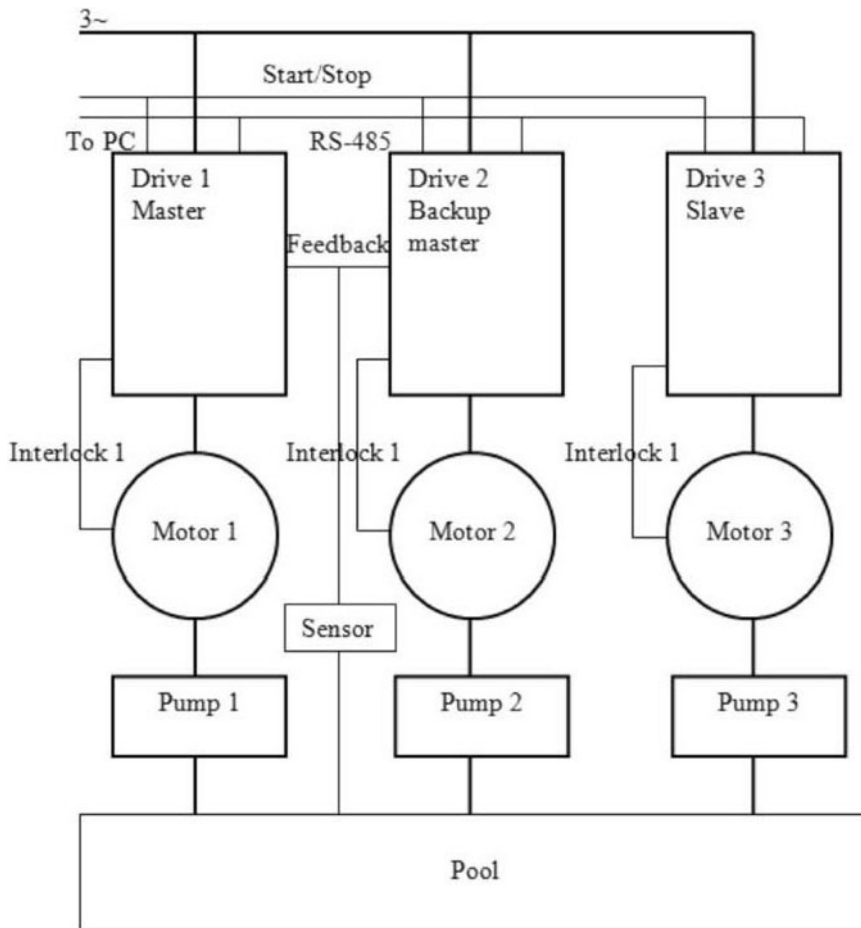 3~
Start/Stop
To PC
RS-485
Drive 1
Master
Drive 2
Backup
master
Drive 3
Slave
Feedback
Interlock 1
Interlock 1
Interlock 1
Motor 1
Motor 2
Motor 3
Sensor
Pump 1
Pump 2
Pump 3
Pool